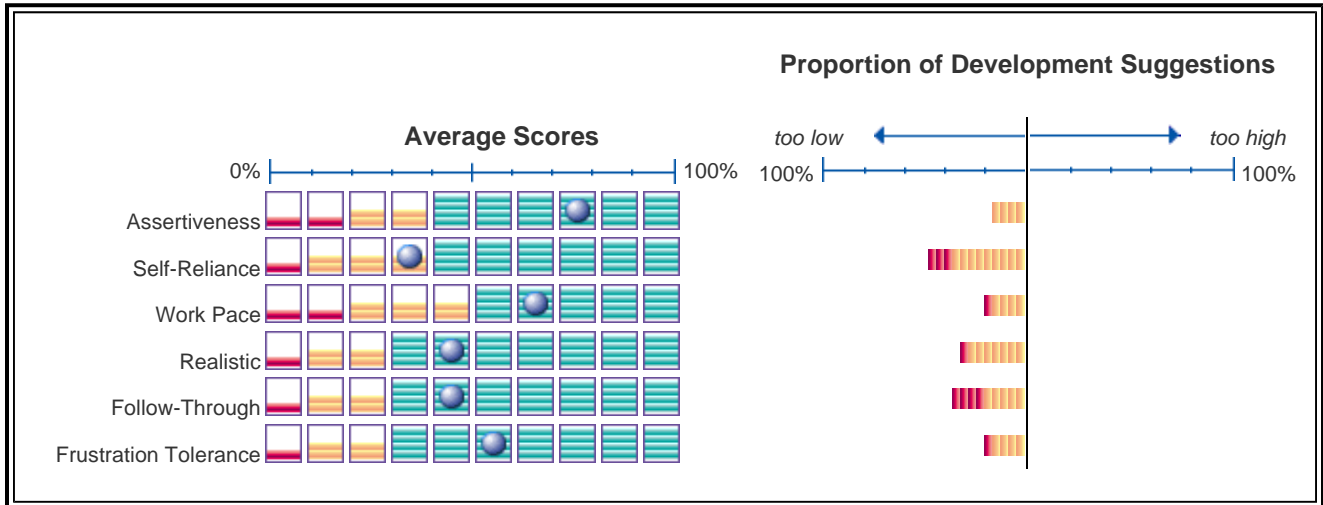 Proportion of Development Suggestions
Average Scores
too low
too high
0%
100%
100%
100%
Assertiveness
Self-Reliance
Work Pace
Realistic
Follow-Through
Frustration Tolerance